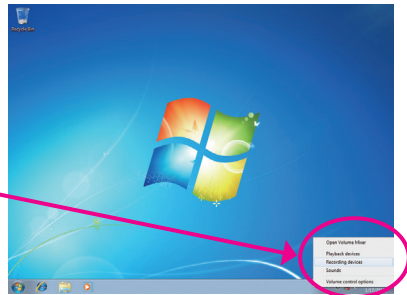 Recycle Bin
Open Volume Mixer
Playback devices
Recording devices
Sounds
Volume control options